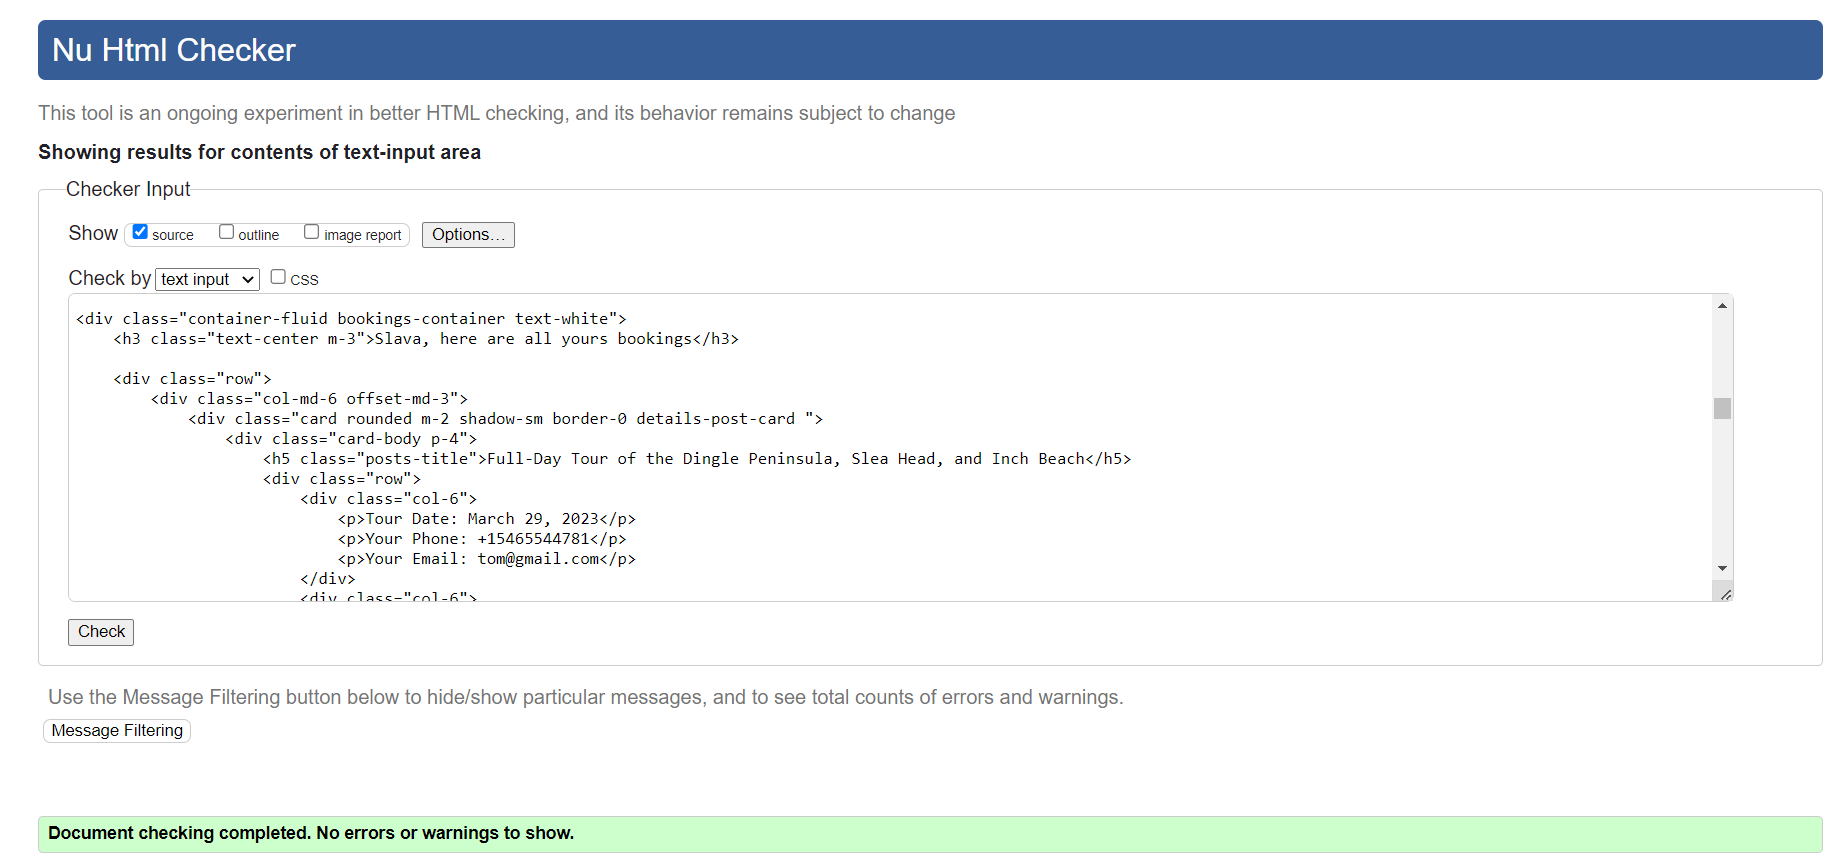 Nu Html Checker
This tool is an ongoing experiment in better HTML checking, and its behavior remains subject to change
Showing results for contents of text-input area
Checker Input
Show source outline image report Options...
Check by text input CSS
<div class="container-fluid bookings-container text-white">
<h3 class="text-center m-3">Slava, here are all yours bookings</h3>
<div class="row">
<div class="col-md-6 offset-md-3">
<div class="card rounded m-2 shadow-sm border-0 details-post-card ">
<div class="card-body p-4">
<h5 class="posts-title">Full-Day Tour of the Dingle Peninsula, Slea Head, and Inch Beach</h5>
<div class="row">
<div class="col-6">
<p>Tour Date: March 29, 2023</p>
<p>Your Phone: +15465544781</p>
<p>Your Email: tom@gmail.com</p>
</div>
<div class="col-6">
Check
Use the Message Filtering button below to hide/show particular messages, and to see total counts of errors and warnings.
Message Filtering
Document checking completed. No errors or warnings to show.